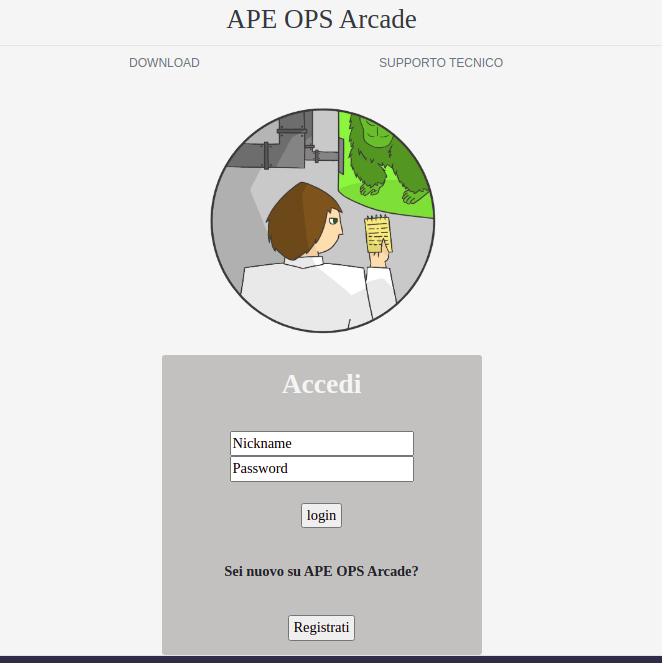 APE OPS Arcade
DOWNLOAD SUPPORTO TECNICO
Accedi
Nickname
Password
login
Sei nuovo su APE OPS Arcade?
Registrati